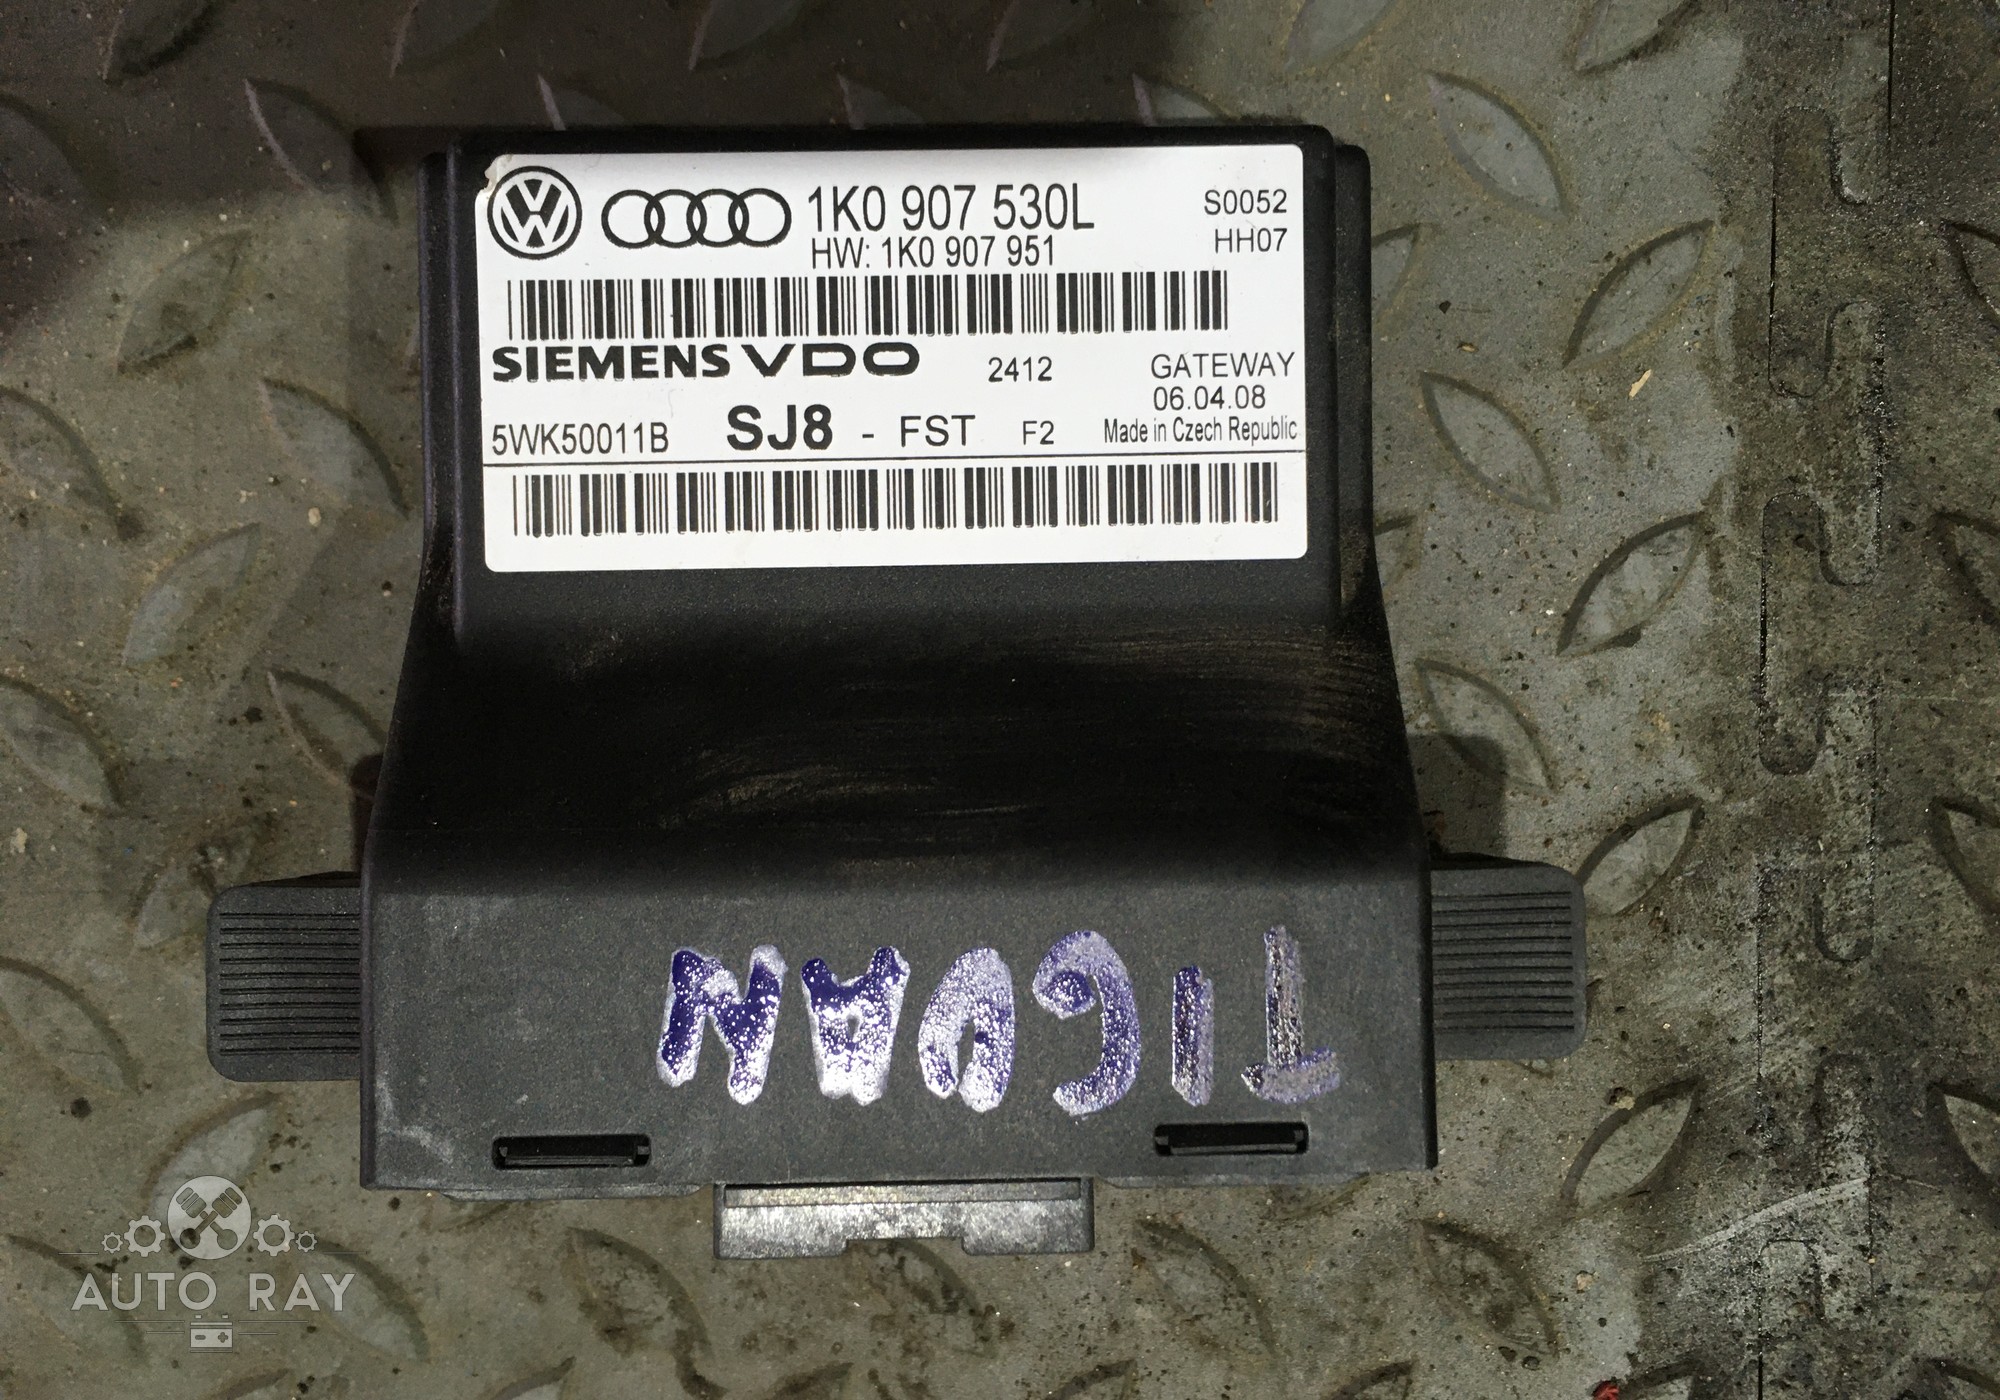 1K0 907 530L
S0052
HW: 1K0 907 951
HH07
SIEMENS VDO
2412
GATEWAY
06.04.08
5WK50011B
SJ8 - FST
F2
Made in Czech Republic
TIGUAN
AUTO RAY